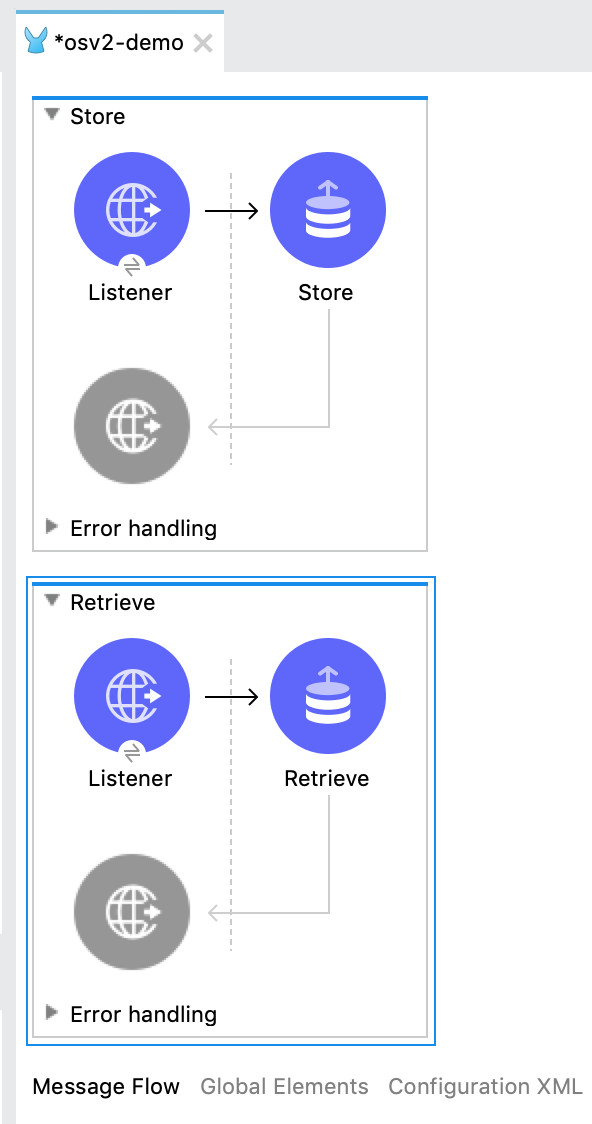 *osv2-demo
Store
Listener
Store
Error handling
Retrieve
Listener
Retrieve
Error handling
Message Flow Global Elements Configuration XML